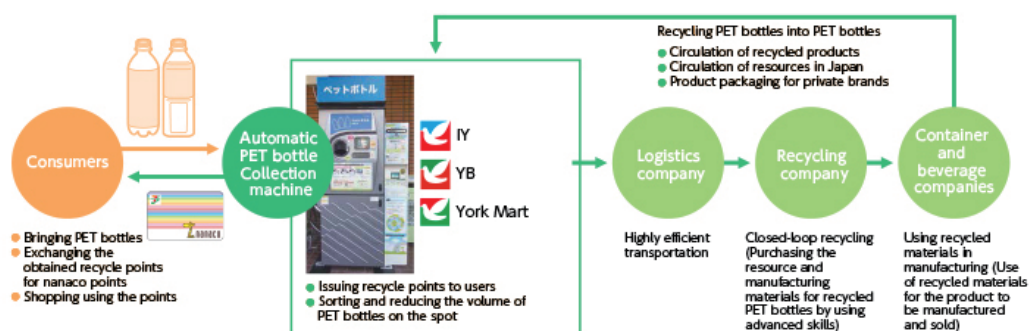 Recycling PET bottles into PET bottles
● Circulation of recycled products
● Circulation of resources in Japan
● Product packaging for private brands
Consumers
Automatic
PET bottle
Collection
machine
ペットボトル
IY
YB
York Mart
Logistics
company
Recycling
company
Container
and
beverage
companies
nanaco
● Bringing PET bottles
● Exchanging the
obtained recycle points
for nanaco points
● Shopping using the points
● Issuing recycle points to users
● Sorting and reducing the volume of
PET bottles on the spot
Highly efficient
transportation
Closed-loop recycling
(Purchasing the
resource and
manufacturing
materials for recycled
PET bottles by using
advanced skills)
Using recycled
materials in
manufacturing (Use
of recycled materials
for the product to
be manufactured
and sold)